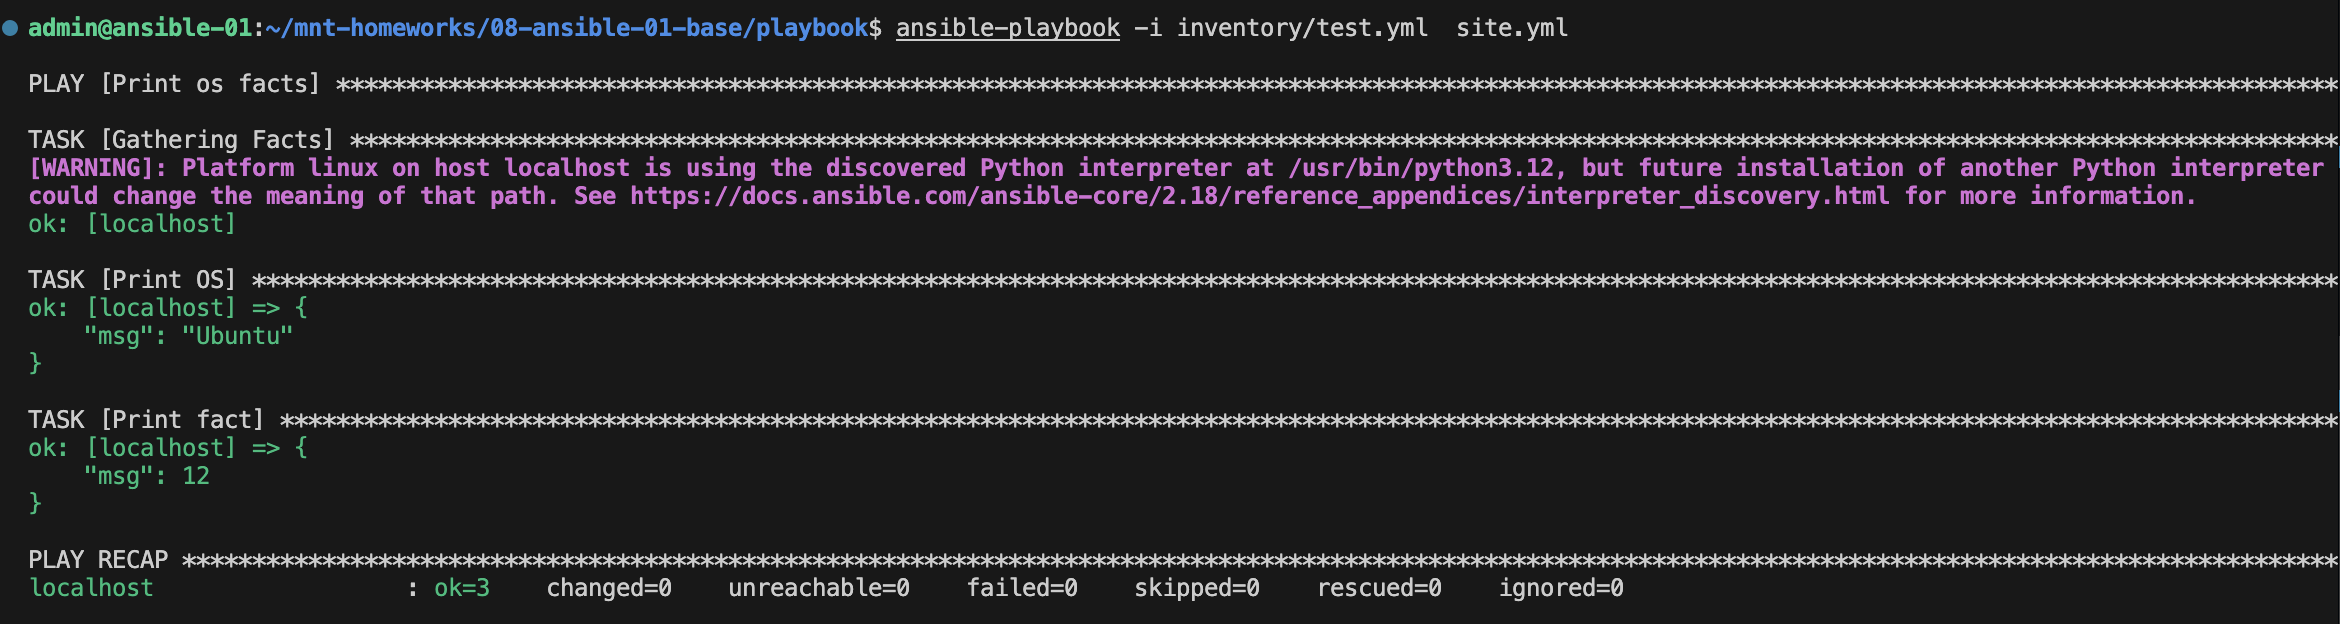 admin@ansible-01:~/mnt-homeworks/08-ansible-01-base/playbook$ ansible-playbook -i inventory/test.yml  site.yml
PLAY [Print os facts] ***********************************************************************************************************************************************
TASK [Gathering Facts] **********************************************************************************************************************************************
[WARNING]: Platform linux on host localhost is using the discovered Python interpreter at /usr/bin/python3.12, but future installation of another Python interpreter
could change the meaning of that path. See https://docs.ansible.com/ansible-core/2.18/reference_appendices/interpreter_discovery.html for more information.
ok: [localhost]
TASK [Print OS] *****************************************************************************************************************************************************
ok: [localhost] => {
    "msg": "Ubuntu"
}
TASK [Print fact] ***************************************************************************************************************************************************
ok: [localhost] => {
    "msg": 12
}
PLAY RECAP **********************************************************************************************************************************************************
localhost                  : ok=3    changed=0    unreachable=0    failed=0    skipped=0    rescued=0    ignored=0